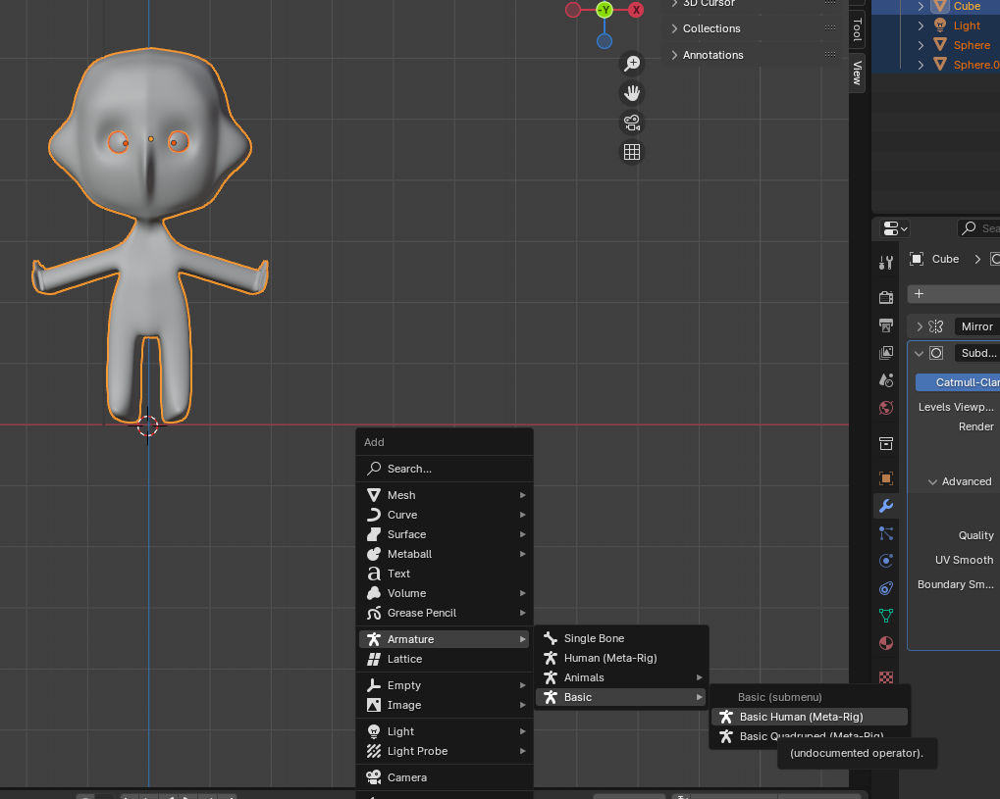 3D Cursor
Collections
Annotations
-Y
X
Tool
View
Cube
Light
Sphere
Sphere.0
Sea
Cube
Mirror
Subd...
Catmull-Clar
Levels Viewp...
Render
Advanced
Quality
UV Smooth
Boundary Sm...
Add
Search...
Mesh
Curve
Surface
Metaball
Text
Volume
Grease Pencil
Armature
Lattice
Empty
Image
Light
Light Probe
Camera
Single Bone
Human (Meta-Rig)
Animals
Basic
Basic (submenu)
Basic Human (Meta-Rig)
Basic Quadruped (Meta-Rig)
(undocumented operator).